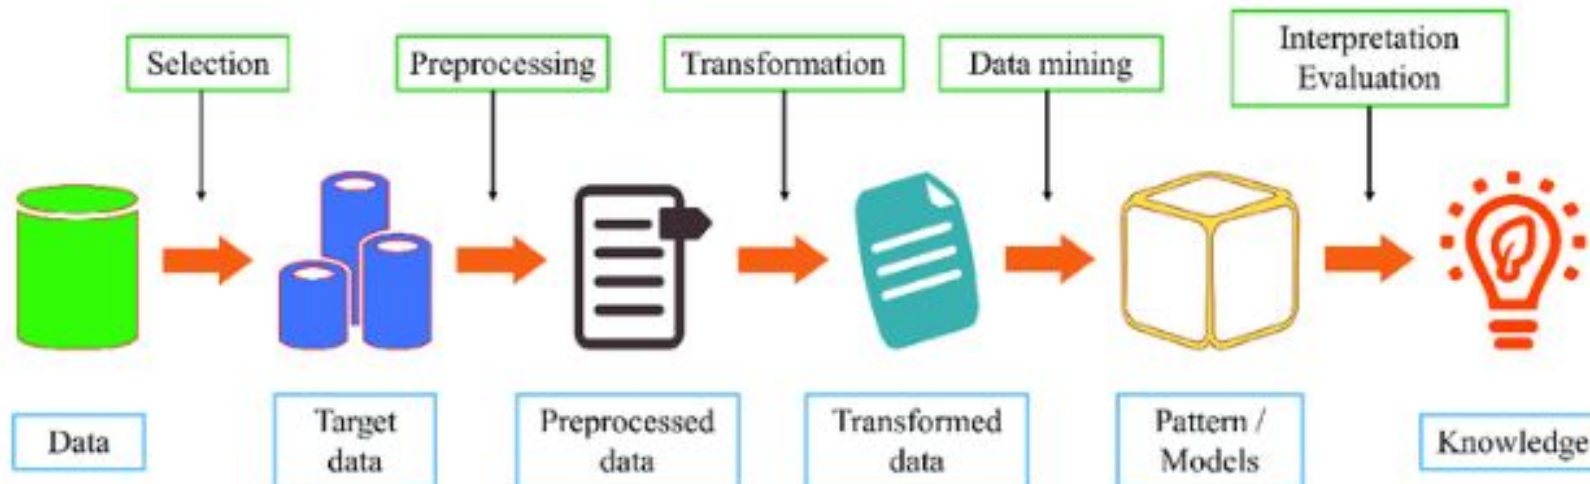 Selection
Preprocessing
Transformation
Data mining
Interpretation
Evaluation
Data
Target
data
Preprocessed
data
Transformed
data
Pattern /
Models
Knowledge